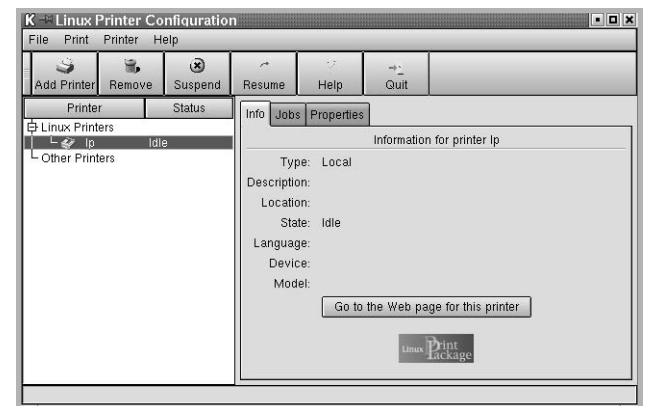 K Linux Printer Configuration
File Print Printer Help
Add Printer Remove Suspend Resume Help Quit
Printer Status
Linux Printers
lp Idle
Other Printers
Info Jobs Properties
Information for printer lp
Type: Local
Description:
Location:
State: Idle
Language:
Device:
Model:
Go to the Web page for this printer
Linux Print
Package